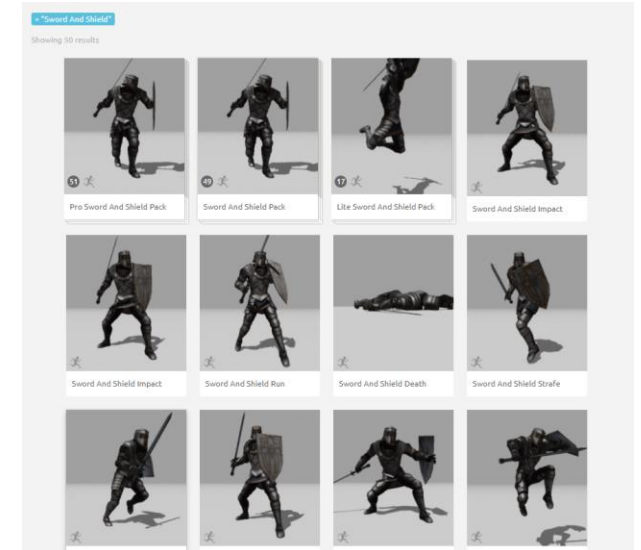 × "Sword And Shield"
Showing 50 results
51
49
17
Pro Sword And Shield Pack
Sword And Shield Pack
Lite Sword And Shield Pack
Sword And Shield Impact
Sword And Shield Impact
Sword And Shield Run
Sword And Shield Death
Sword And Shield Strafe